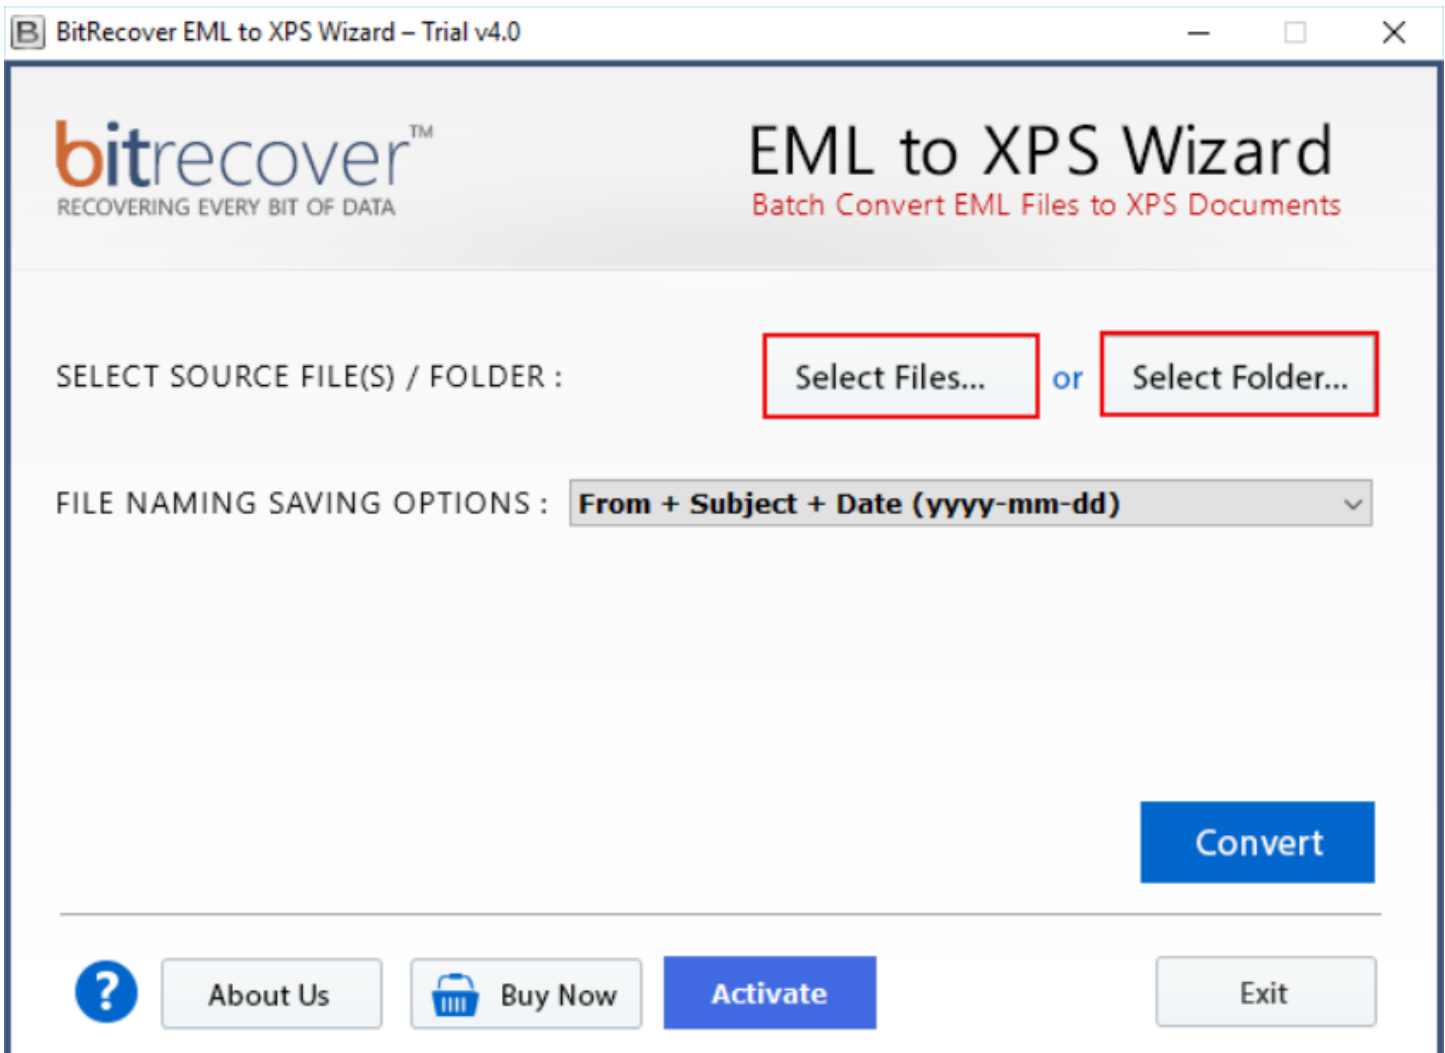 B BitRecover EML to XPS Wizard – Trial v4.0
bitrecover™
RECOVERING EVERY BIT OF DATA
EML to XPS Wizard
Batch Convert EML Files to XPS Documents
SELECT SOURCE FILE(S) / FOLDER : Select Files... or Select Folder...
FILE NAMING SAVING OPTIONS : From + Subject + Date (yyyy-mm-dd)
Convert
? About Us Buy Now Activate Exit